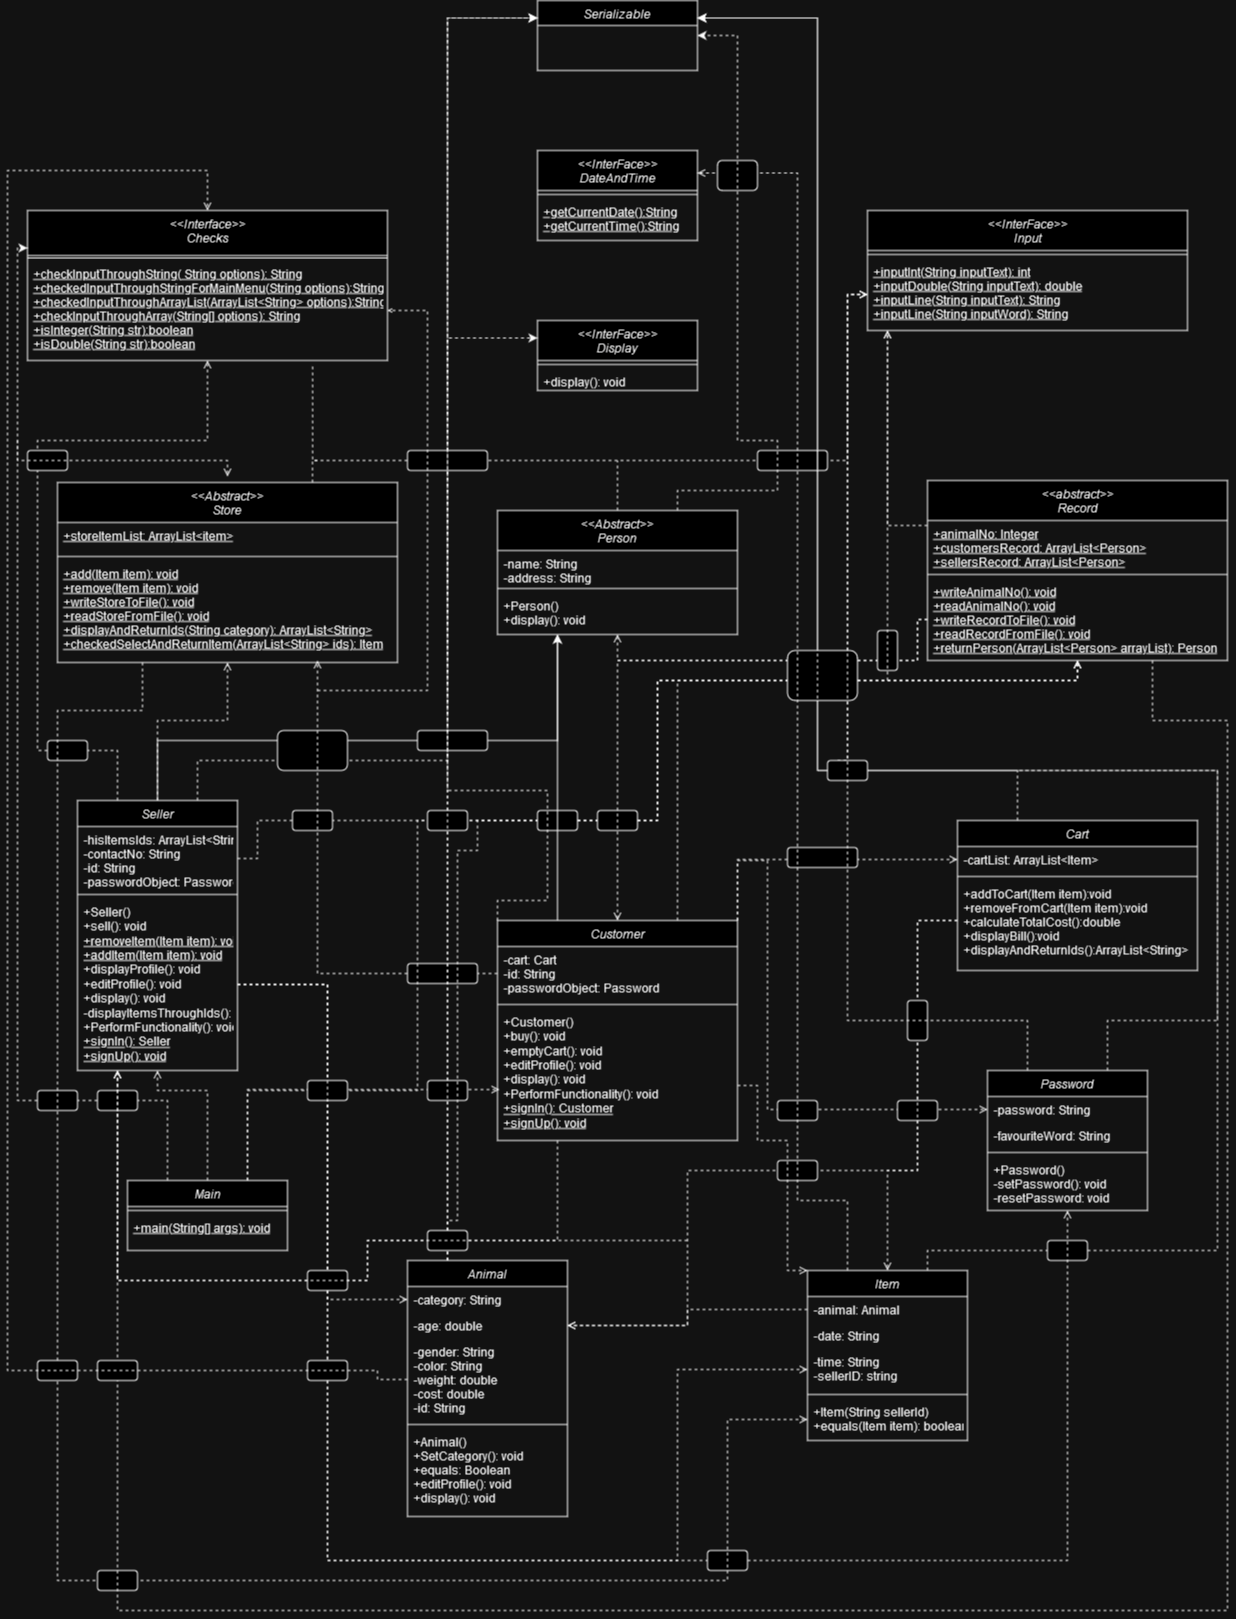 Serializable
<<InterFace>>
DateAndTime
+getCurrentDate():String
+getCurrentTime():String
<<Interface>>
Checks
+checkInputThroughString( String options): String
+checkedInputThroughStringForMainMenu(String options):String
+checkedInputThroughArrayList(ArrayList<String> options):String
+checkInputThroughArray(String[] options): String
+isInteger(String str):boolean
+isDouble(String str):boolean
<<InterFace>>
Input
+inputInt(String inputText): int
+inputDouble(String inputText): double
+inputLine(String inputText): String
+inputLine(String inputWord): String
<<InterFace>>
Display
+display(): void
<<Abstract>>
Store
+storeItemList: ArrayList<item>
+add(Item item): void
+remove(Item item): void
+writeStoreToFile(): void
+readStoreFromFile(): void
+displayAndReturnIds(String category): ArrayList<String>
+checkedSelectAndReturnItem(ArrayList<String> ids): Item
<<Abstract>>
Person
-name: String
-address: String
+Person()
+display(): void
<<abstract>>
Record
+animalNo: Integer
+customersRecord: ArrayList<Person>
+sellersRecord: ArrayList<Person>
+writeAnimalNo(): void
+readAnimalNo(): void
+writeRecordToFile(): void
+readRecordFromFile(): void
+returnPerson(ArrayList<Person> arrayList): Person
Seller
-hisItemsIds: ArrayList<Strin
-contactNo: String
-id: String
-passwordObject: Passwor
+Seller()
+sell(): void
+removeItem(Item item): vo
+addItem(Item item): void
+displayProfile(): void
+editProfile(): void
+display(): void
-displayItemsThroughIds():
+PerformFunctionality(): voi
+signIn(): Seller
+signUp(): void
Cart
-cartList: ArrayList<Item>
+addToCart(Item item):void
+removeFromCart(Item item):void
+calculateTotalCost():double
+displayBill():void
+displayAndReturnIds():ArrayList<String>
Customer
-cart: Cart
-id: String
-passwordObject: Password
+Customer()
+buy(): void
+emptyCart(): void
+editProfile(): void
+display(): void
+PerformFunctionality(): void
+signIn(): Customer
+signUp(): void
Password
-password: String
-favouriteWord: String
+Password()
-setPassword(): void
-resetPassword: void
Main
+main(String[] args): void
Animal
-category: String
-age: double
-gender: String
-color: String
-weight: double
-cost: double
-id: String
+Animal()
+SetCategory(): void
+equals: Boolean
+editProfile(): void
+display(): void
Item
-animal: Animal
-date: String
-time: String
-sellerID: string
+Item(String sellerId)
+equals(Item item): boolea